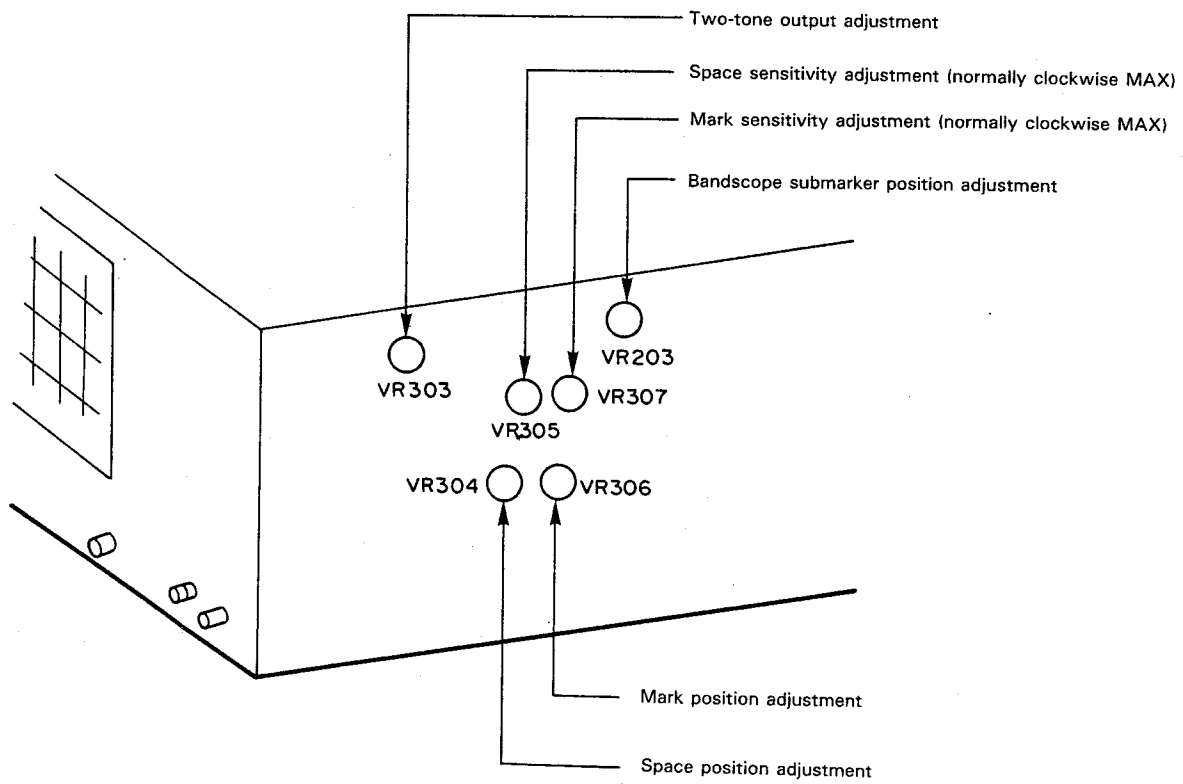 Two-tone output adjustment
Space sensitivity adjustment (normally clockwise MAX)
Mark sensitivity adjustment (normally clockwise MAX)
Bandscope submarker position adjustment
VR203
VR303
VR307
VR305
VR304
VR306
Mark position adjustment
Space position adjustment